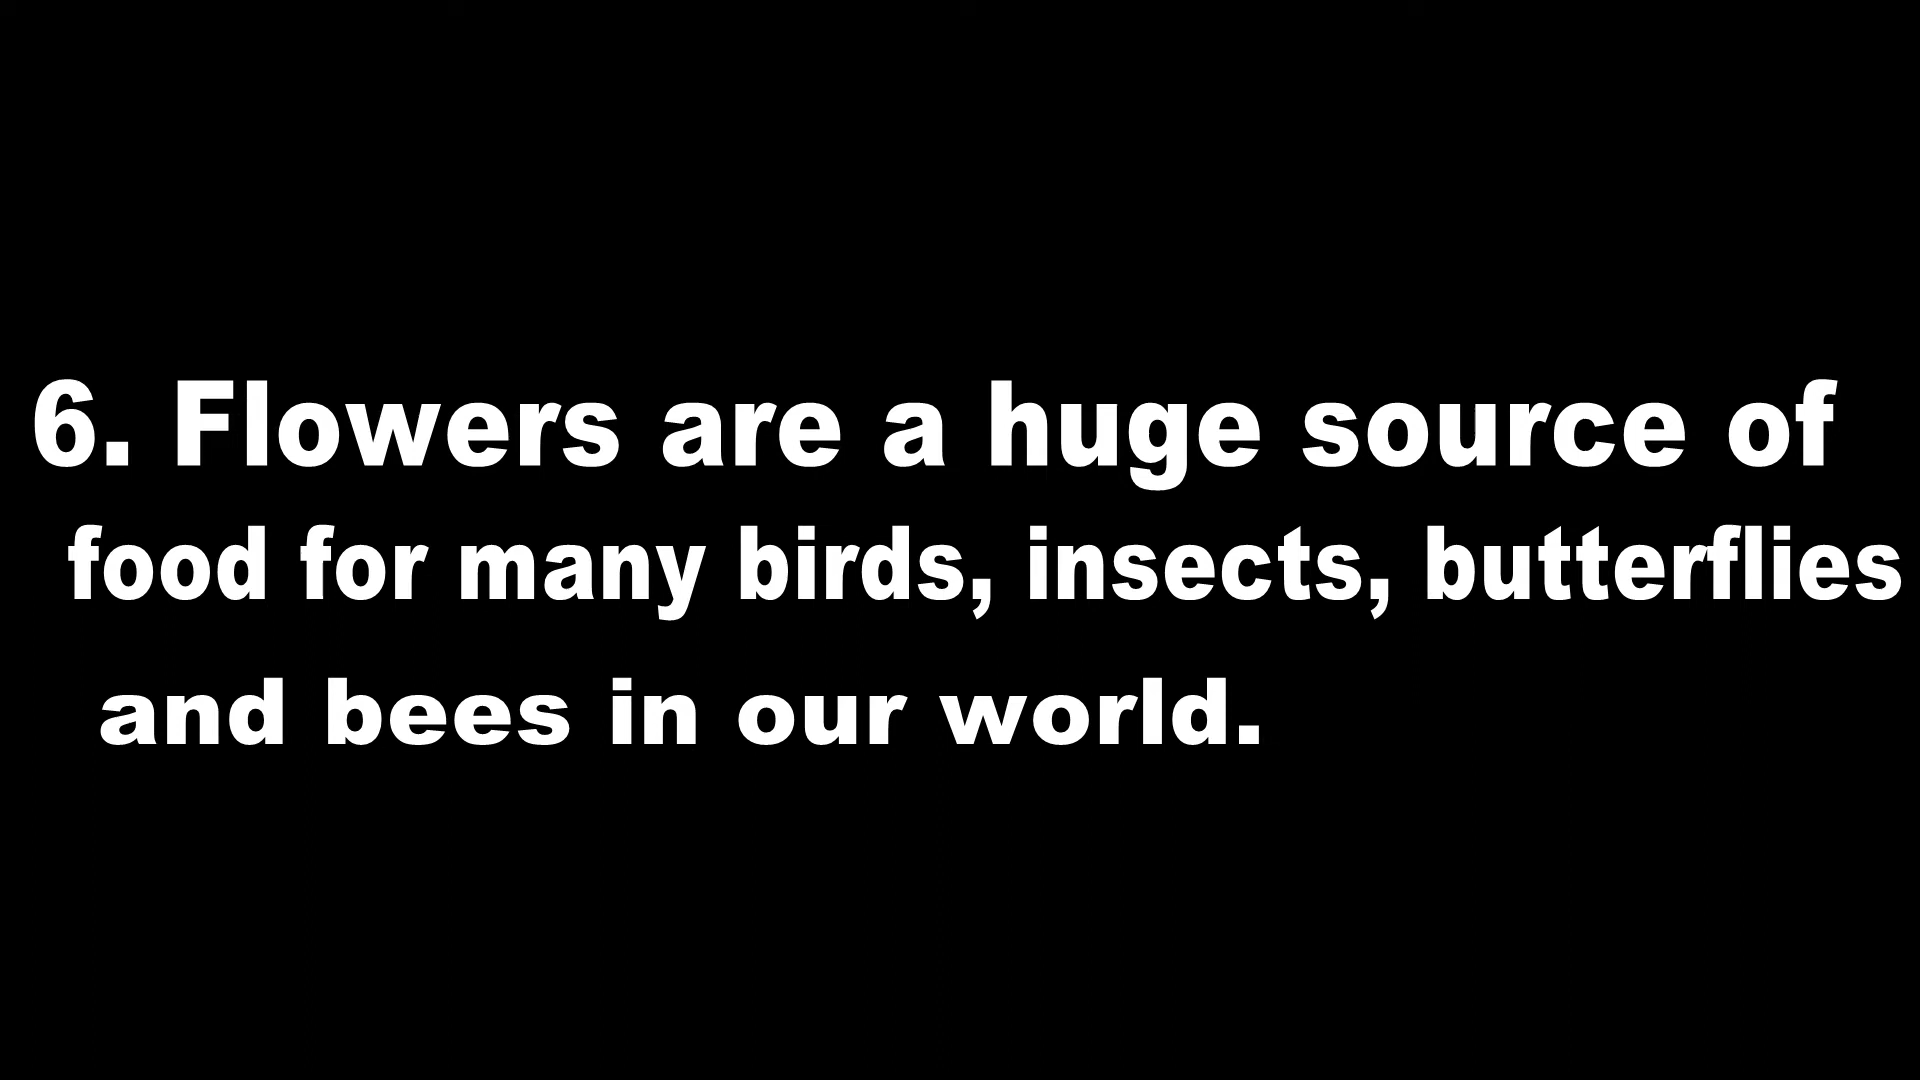 6. Flowers are a huge source of
food for many birds, insects, butterflies
and bees in our world.